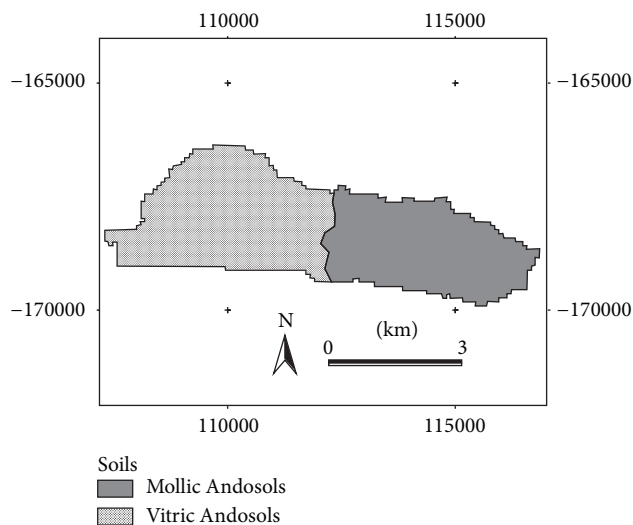 110000 115000
−165000 −165000
−170000 −170000
N (km)
0 3
110000 115000
Soils
Mollic Andosols
Vitric Andosols